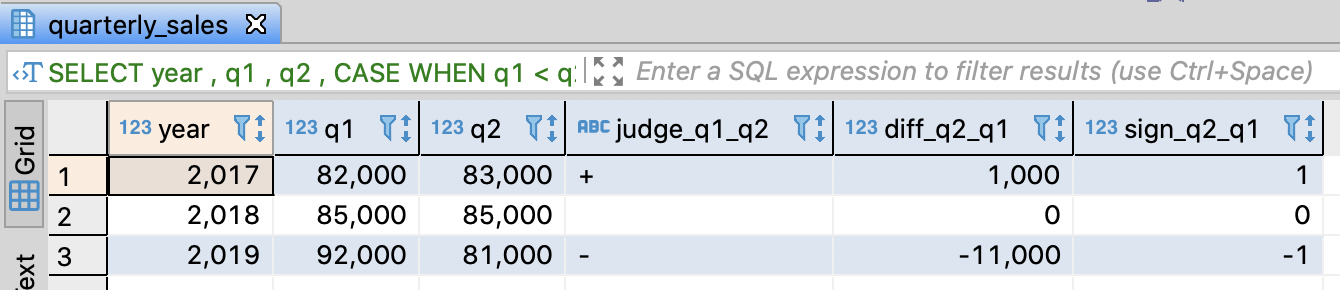 quarterly_sales
SELECT year , q1 , q2 , CASE WHEN q1 < q Enter a SQL expression to filter results (use Ctrl+Space)
Grid
123 year 123 q1 123 q2 ABC judge_q1_q2 123 diff_q2_q1 123 sign_q2_q1
1 2,017 82,000 83,000 + 1,000 1
2 2,018 85,000 85,000 0 0
3 2,019 92,000 81,000 - -11,000 -1